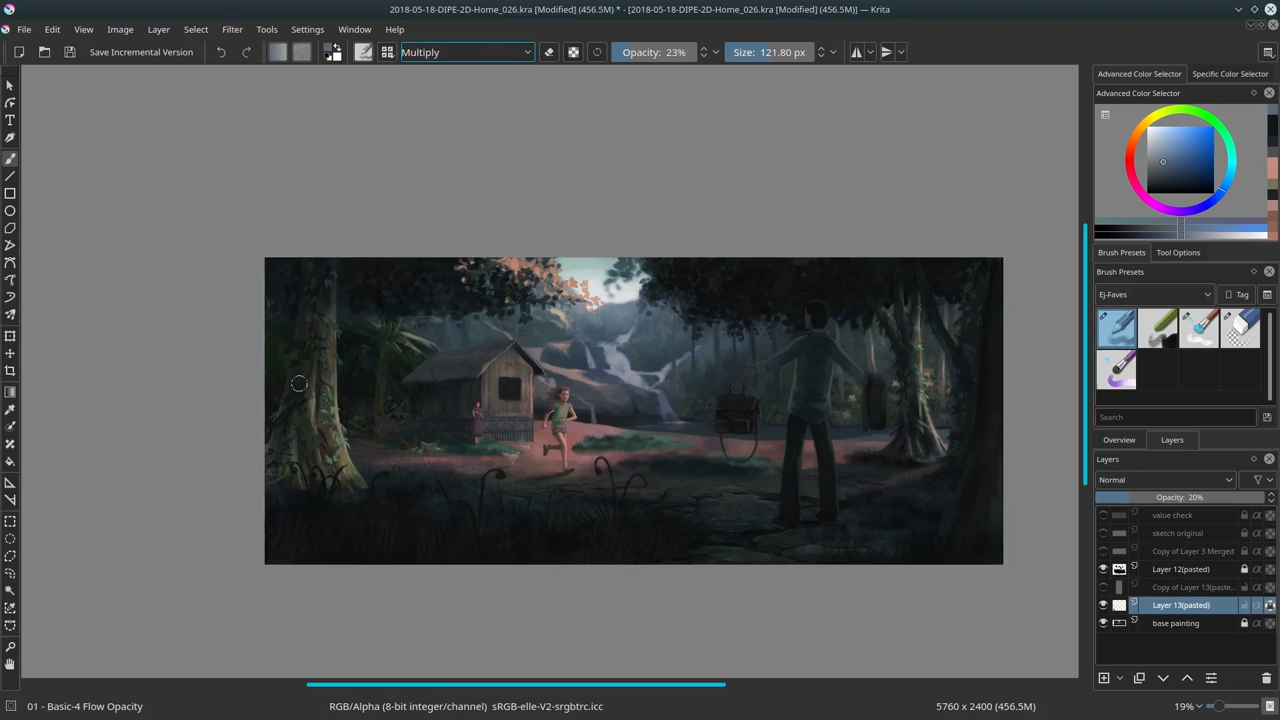 2018-05-18-DIPE-2D-Home_026.kra [Modified] (456.5M) * - [2018-05-18-DIPE-2D-Home_026.kra [Modified] (456.5M)] — Krita
File Edit View Image Layer Select Filter Tools Settings Window Help
Save Incremental Version Multiply Opacity: 23% Size: 121.80 px
Advanced Color Selector Specific Color Selector
Advanced Color Selector
Brush Presets Tool Options
Brush Presets
Ej-Faves Tag
Search
Overview Layers
Layers
Normal
Opacity: 20%
value check
sketch original
Copy of Layer 3 Merged
Layer 12(pasted)
Copy of Layer 13(paste...
Layer 13(pasted)
base painting
01 - Basic-4 Flow Opacity RGB/Alpha (8-bit integer/channel) sRGB-elle-V2-srgbtrc.icc 5760 x 2400 (456.5M) 19%